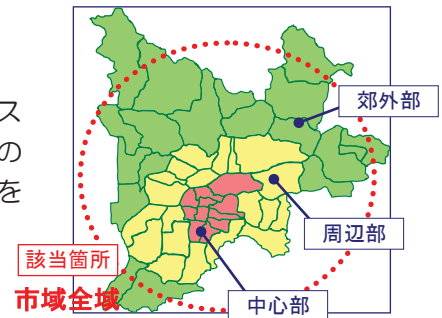 ス
の
を
郊外部
周辺部
該当箇所
市域全域
中心部